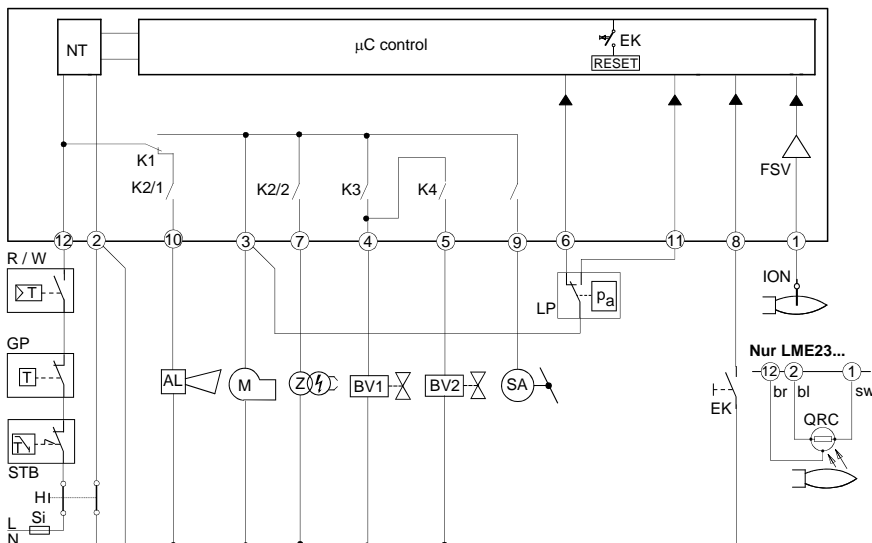 NT
µC control
EK
RESET
FSV
K1
K2/1
K2/2
K3
K4
12
2
10
3
7
4
5
9
6
11
8
1
R / W
T
GP
T
STB
T
H
L
N
Si
AL
M
Z
BV1
BV2
SA
LP
pa
EK
ION
Nur LME23...
12
2
1
br
bl
sw
QRC